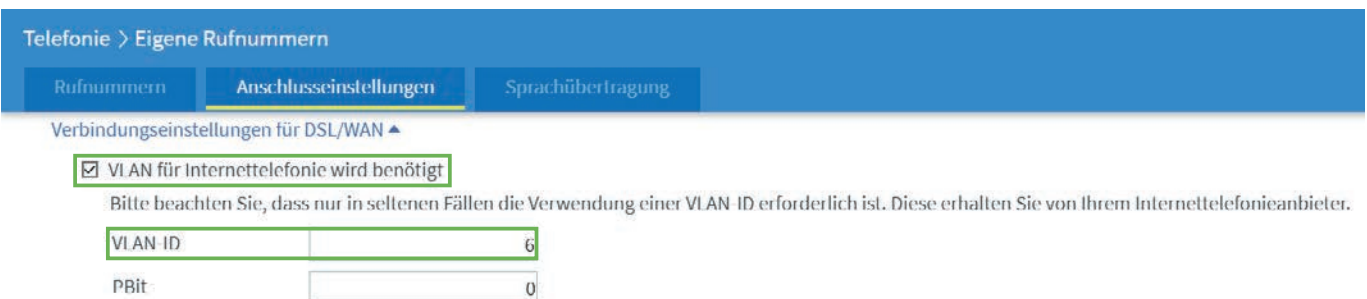 Telefonie > Eigene Rufnummern
Rufnummern Anschlusseinstellungen Sprachübertragung
Verbindungseinstellungen für DSL/WAN ▲
☑ VLAN für Internettelefonie wird benötigt
Bitte beachten Sie, dass nur in seltenen Fällen die Verwendung einer VLAN-ID erforderlich ist. Diese erhalten Sie von Ihrem Internettelefonieanbieter.
VLAN-ID 6
PBit 0